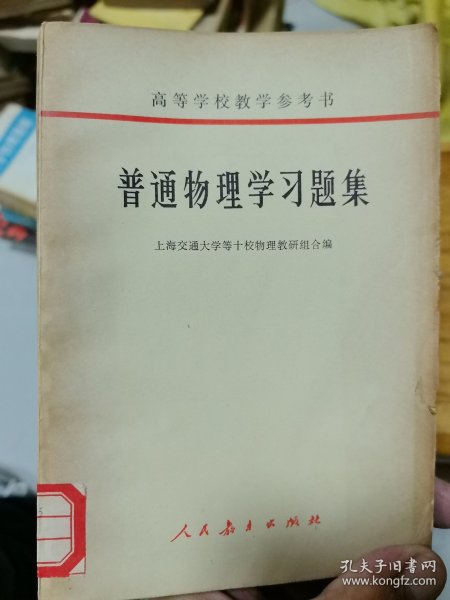 高等学校教学参考书
普通物理学习题集
上海交通大学等十校物理教研组合编
人民教育出版社
孔夫子旧书网
www.kongfz.com